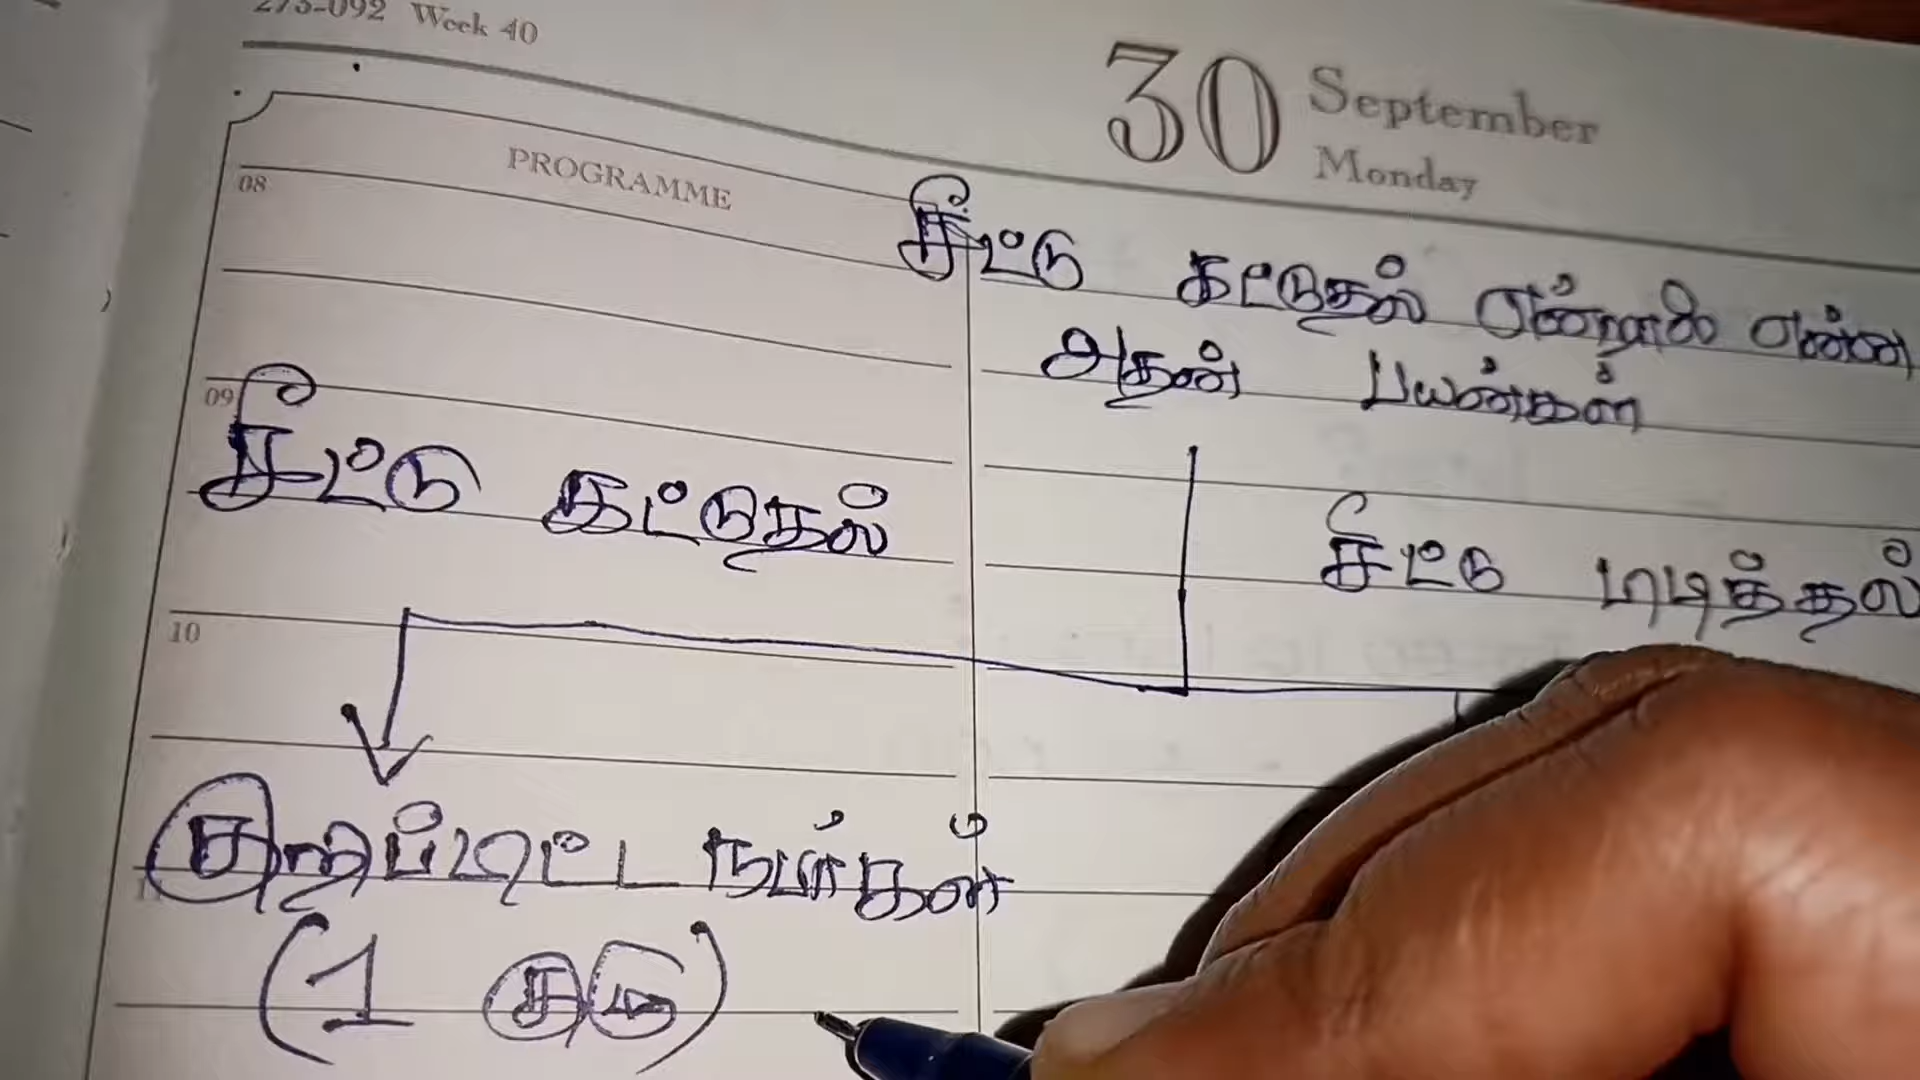 273-092 Week 40
30 September
Monday
PROGRAMME
08
சீட்டு கட்டுதல் என்றால் என்ன
அதன் பயன்கள்
09
சீட்டு கட்டுதல்
சீட்டு மடித்தல்
10
குறிப்பிட்ட நபர்கள்
(1 குடு)